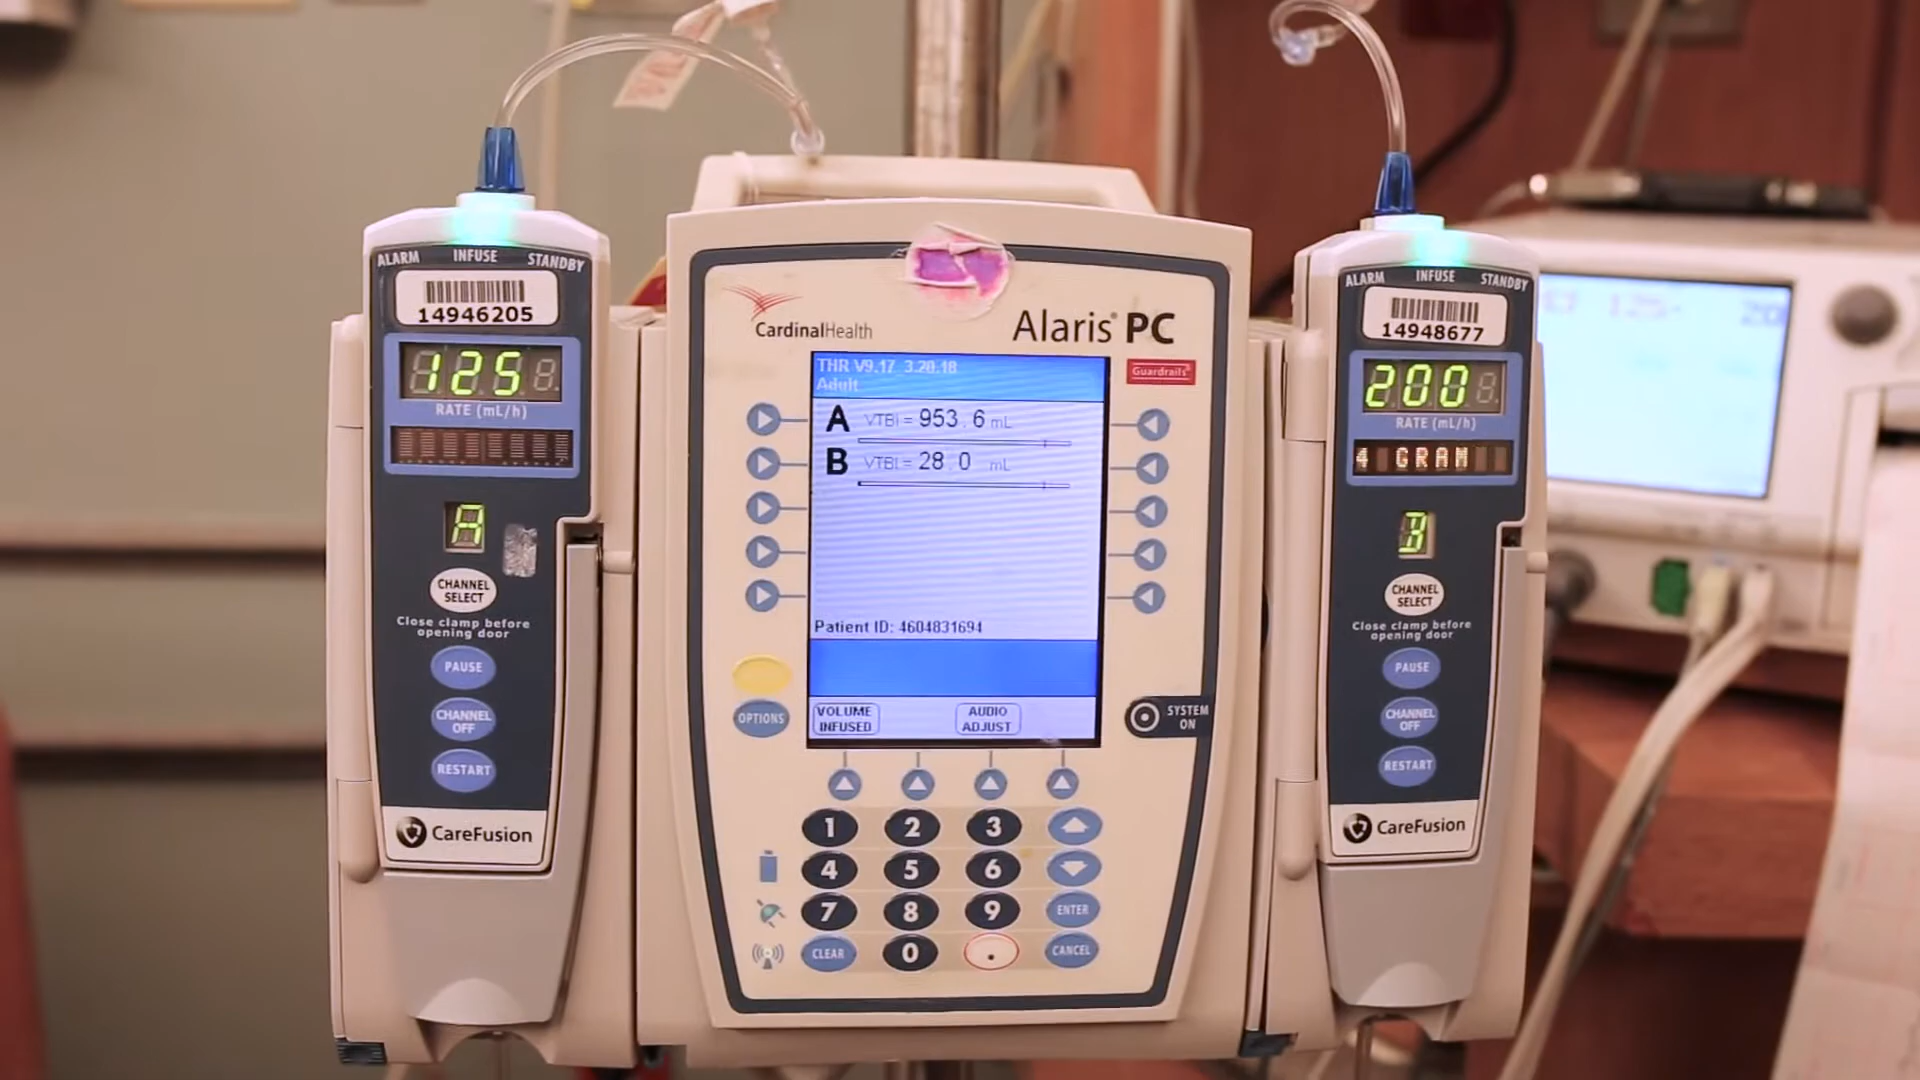 ALARM INFUSE STANDBY
14946205
125
RATE (mL/h)
A
CHANNEL
SELECT
Close clamp before
opening door
PAUSE
CHANNEL
OFF
RESTART
CareFusion
CardinalHealth
Alaris® PC
Guardrails®
THR V9.17 3.20.18
Adult
A VTBI = 953.6 mL
B VTBI = 28.0 mL
Patient ID: 4604831694
VOLUME
INFUSED
AUDIO
ADJUST
OPTIONS
SYSTEM
ON
1 2 3
4 5 6
7 8 9 ENTER
CLEAR 0 . CANCEL
ALARM INFUSE STANDBY
14948677
200
RATE (mL/h)
4 GRAM
B
CHANNEL
SELECT
Close clamp before
opening door
PAUSE
CHANNEL
OFF
RESTART
CareFusion